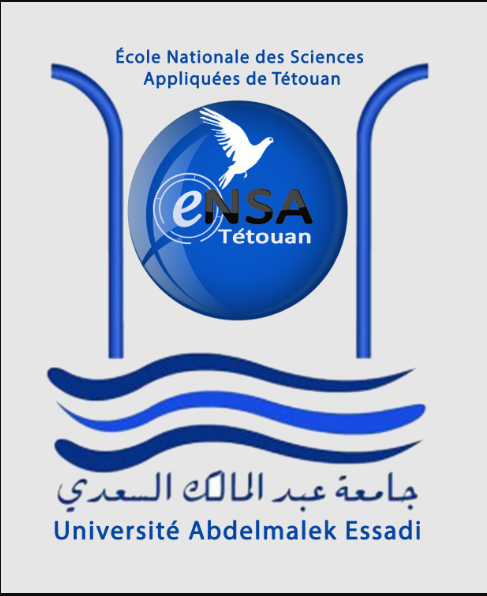 École Nationale des Sciences
Appliquées de Tétouan
eNSA
Tétouan
جامعة عبد المالك السعدي
Université Abdelmalek Essadi